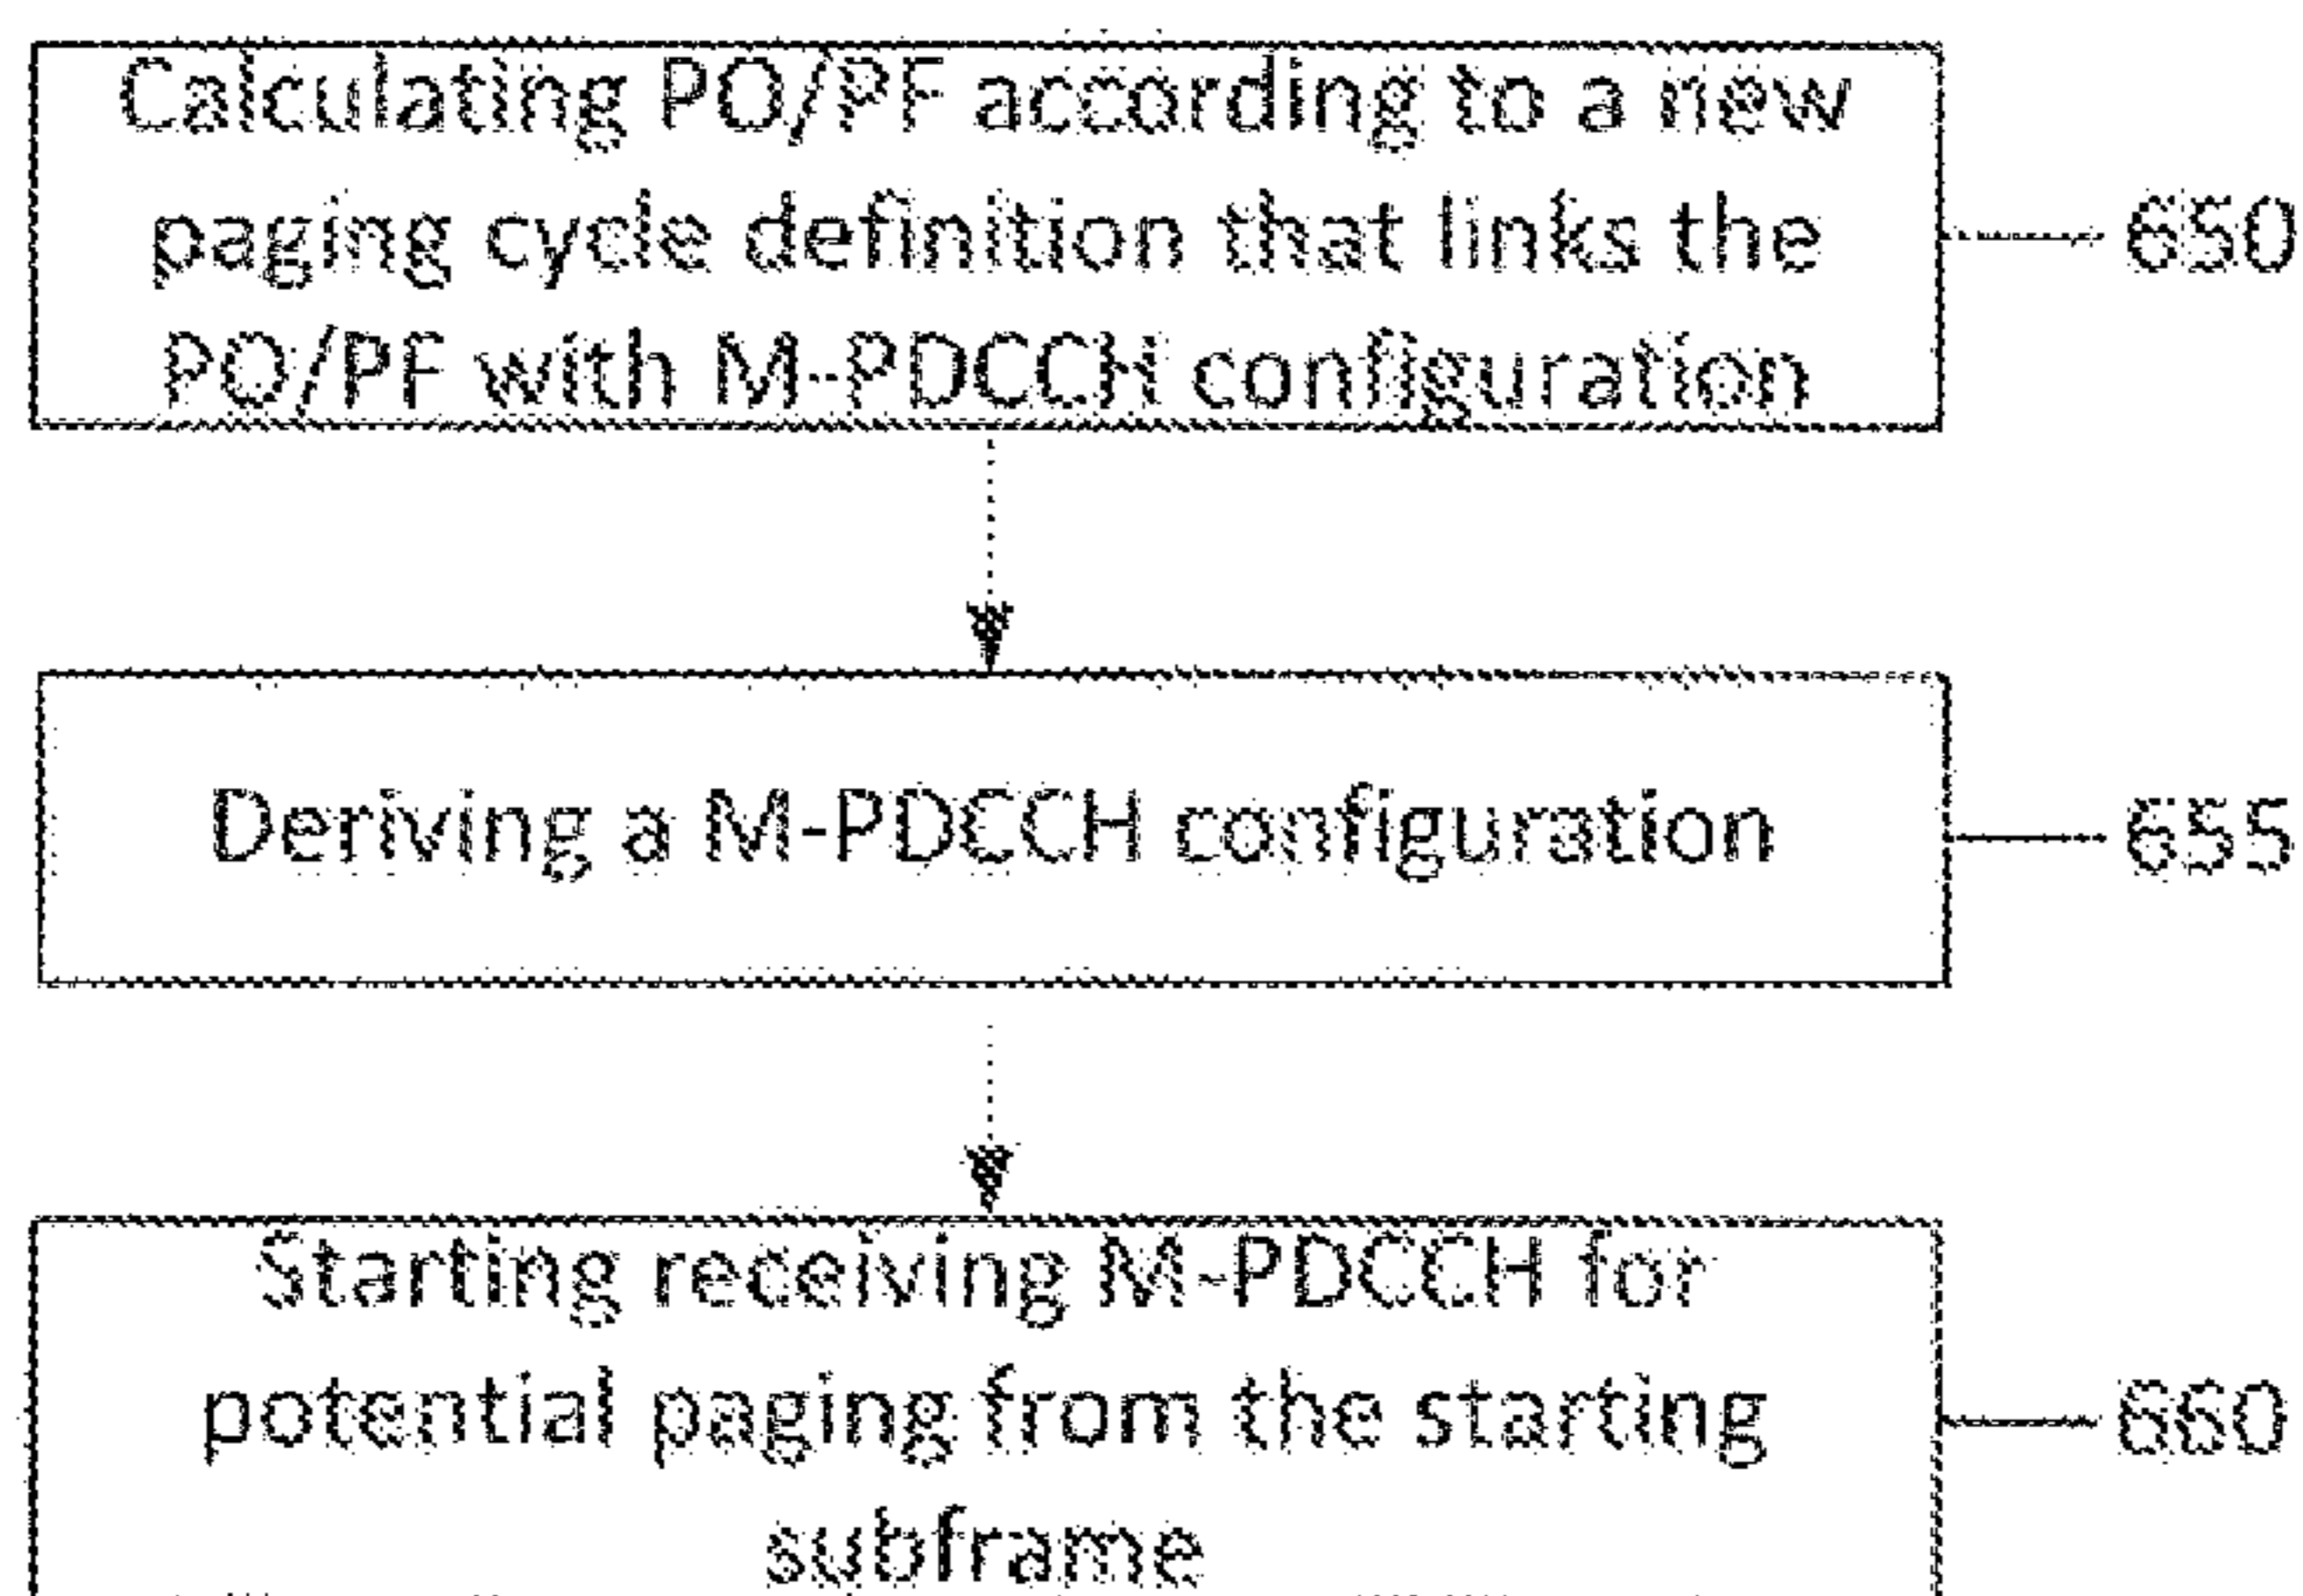 Calculating PO/PF according to a new
paging cycle definition that links the
PO/PF with M-PDCCH configuration
650
Deriving a M-PDCCH configuration
655
Starting receiving M-PDCCH for
potential paging from the starting
subframe
660